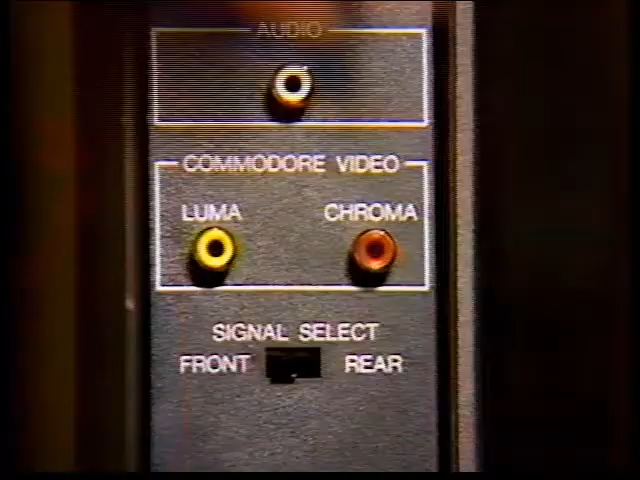 AUDIO
COMMODORE VIDEO
LUMA CHROMA
SIGNAL SELECT
FRONT REAR